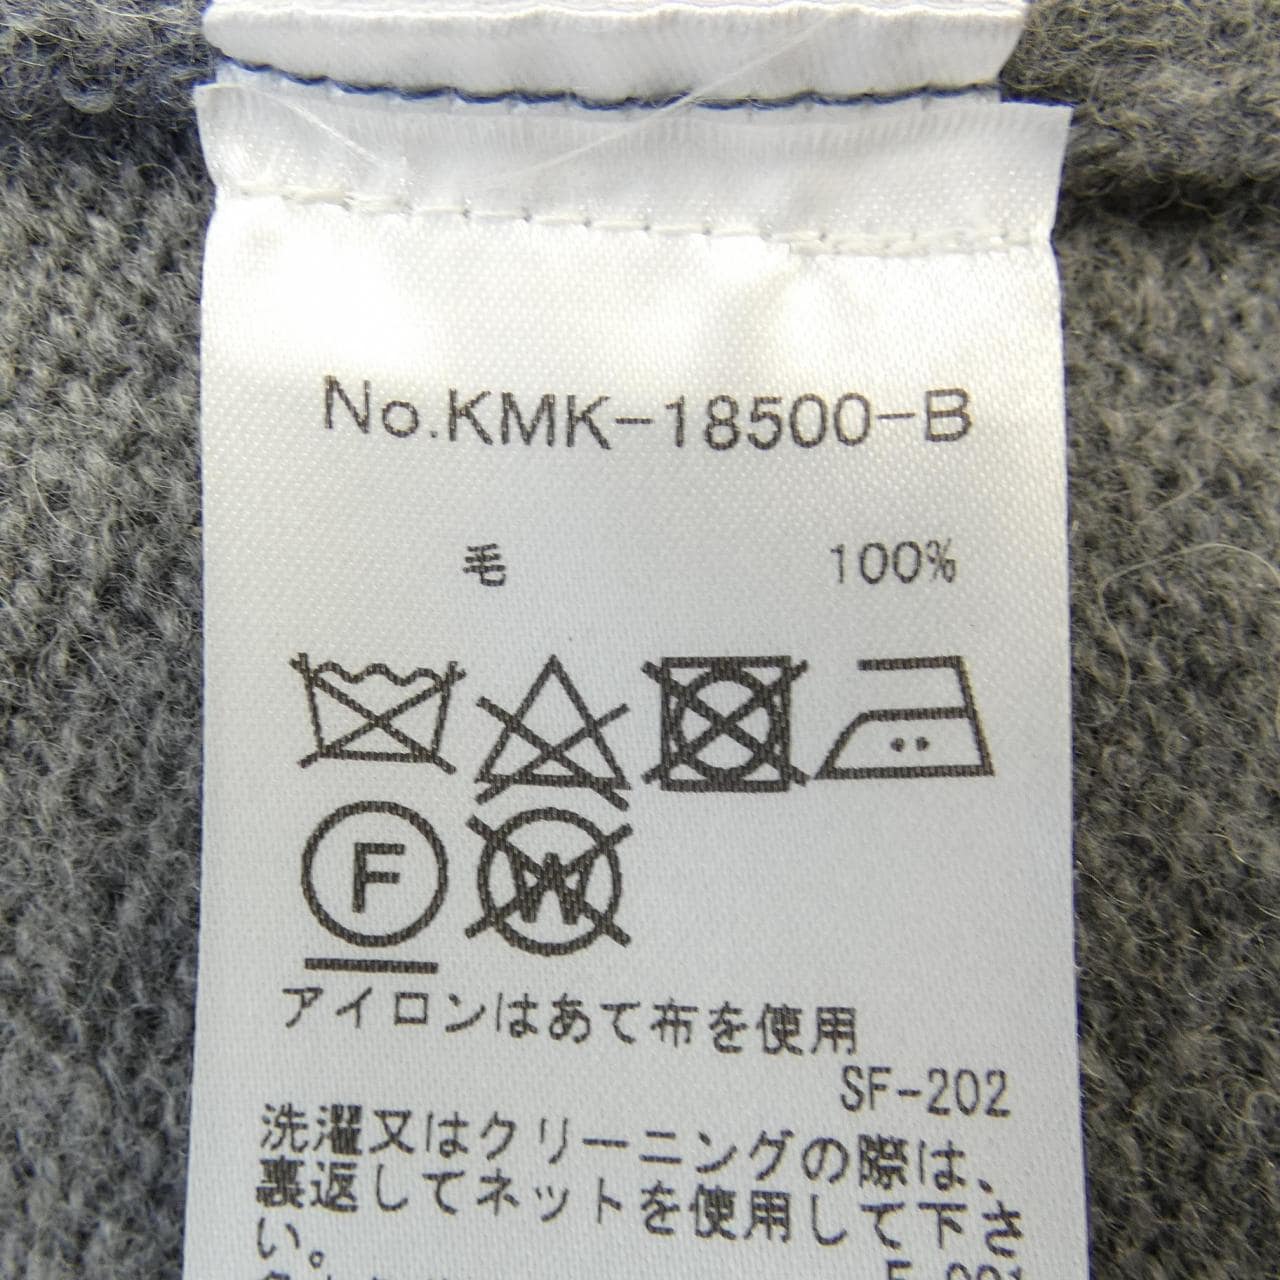 No.KMK-18500-B
毛 100%
F W
アイロンはあて布を使用
SF-202
洗濯又はクリーニングの際は、
裏返してネットを使用して下さ
い。